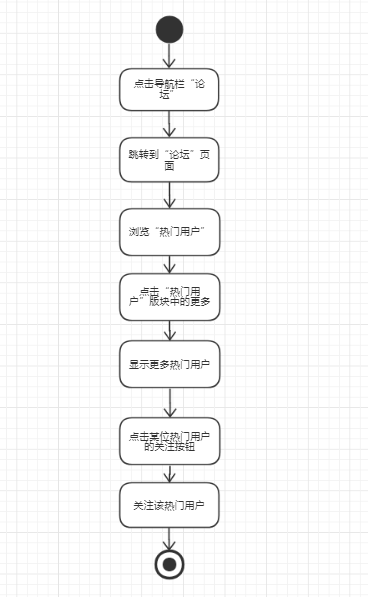 点击导航栏“论
坛”
跳转到“论坛”页
面
浏览“热门用户”
点击“热门用
户”版块中的更多
显示更多热门用户
点击某位热门用户
的关注按钮
关注该热门用户